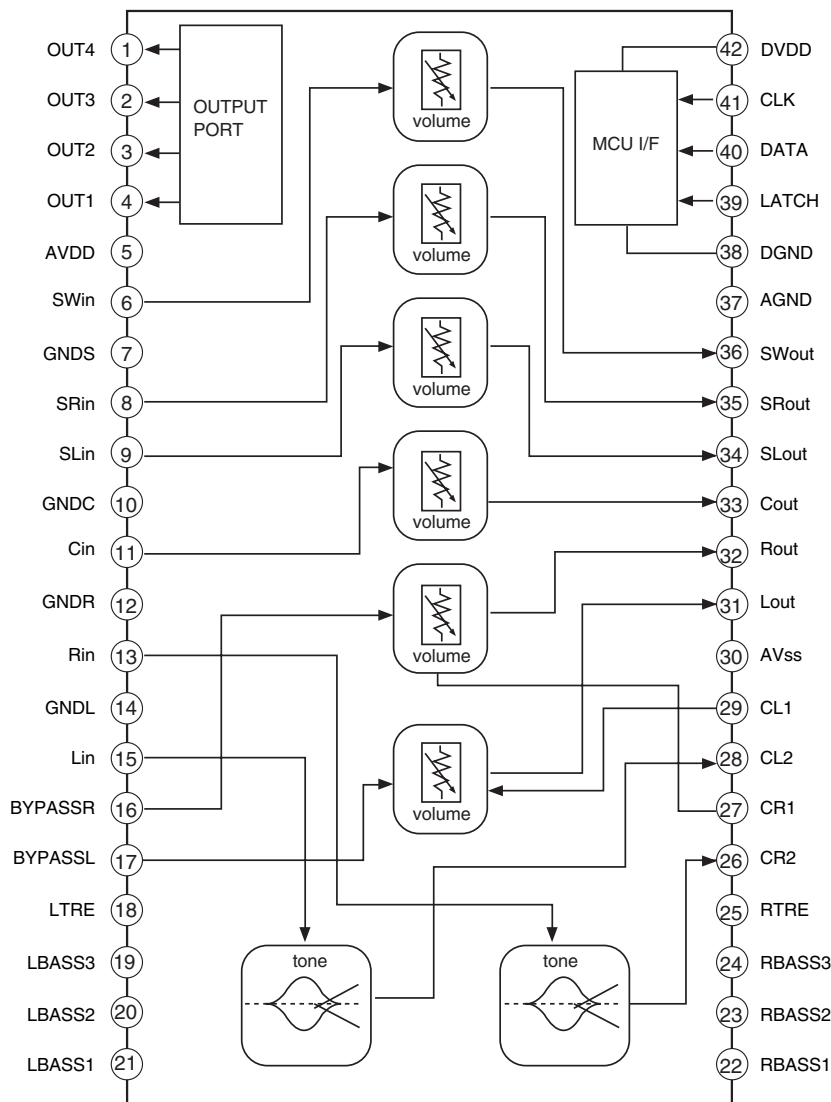 OUT4 1
OUT3 2
OUT2 3
OUT1 4
AVDD 5
SWin 6
GNDS 7
SRin 8
SLin 9
GNDC 10
Cin 11
GNDR 12
Rin 13
GNDL 14
Lin 15
BYPASSR 16
BYPASSL 17
LTRE 18
LBASS3 19
LBASS2 20
LBASS1 21
OUTPUT
PORT
volume
volume
volume
volume
volume
volume
tone
tone
MCU I/F
42 DVDD
41 CLK
40 DATA
39 LATCH
38 DGND
37 AGND
36 SWout
35 SRout
34 SLout
33 Cout
32 Rout
31 Lout
30 AVss
29 CL1
28 CL2
27 CR1
26 CR2
25 RTRE
24 RBASS3
23 RBASS2
22 RBASS1